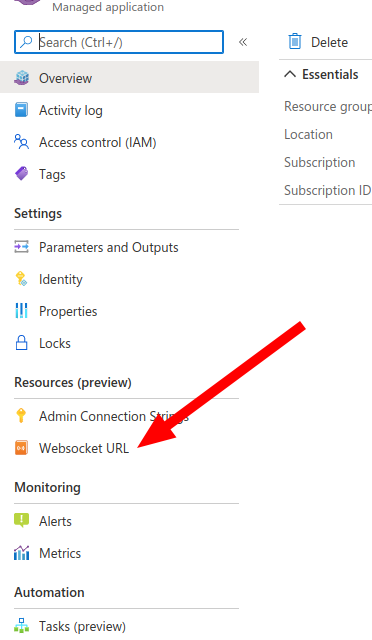 Managed application
Search (Ctrl+/)
«
Delete
Overview
Essentials
Activity log
Resource group
Access control (IAM)
Location
Subscription
Tags
Subscription ID
Settings
Parameters and Outputs
Identity
Properties
Locks
Resources (preview)
Admin Connection Strings
Websocket URL
Monitoring
Alerts
Metrics
Automation
Tasks (preview)